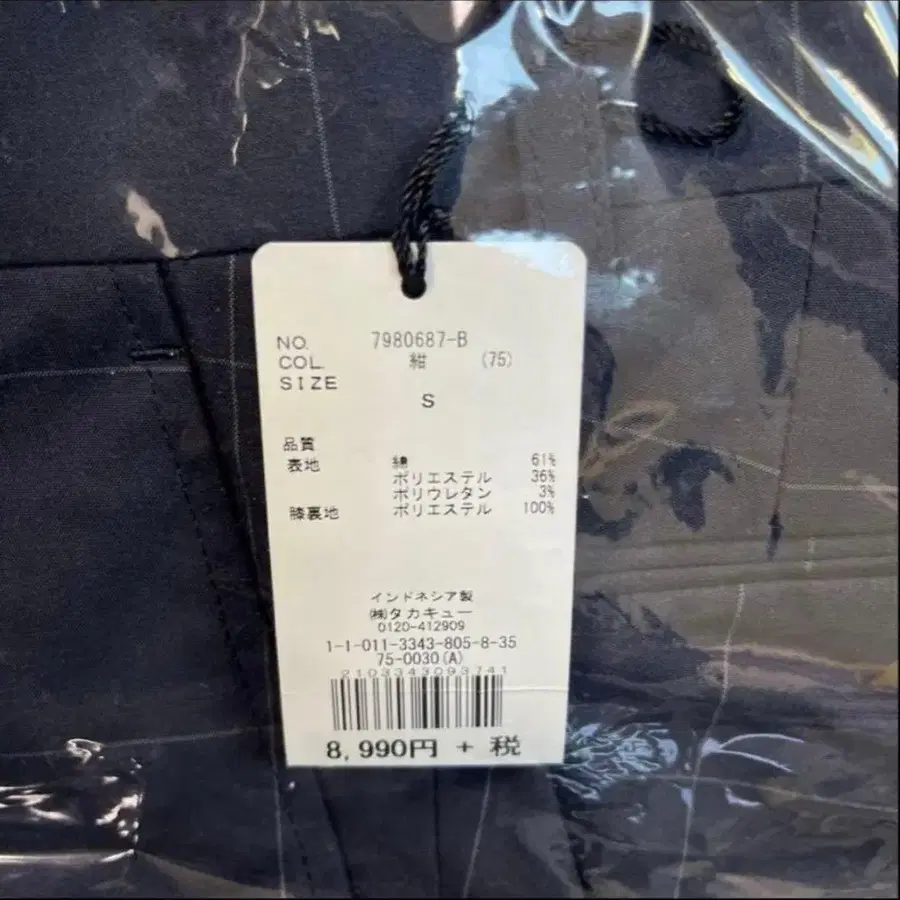 NO. 7980687-B
COL. 紺 (75)
SIZE
S
品質
表地 綿 61%
ポリエステル 36%
ポリウレタン 3%
膝裏地 ポリエステル 100%
インドネシア製
㈱タカキュー
0120-412909
1-1-011-3343-805-8-35
75-0030(A)
2103343093741
8,990円 + 税